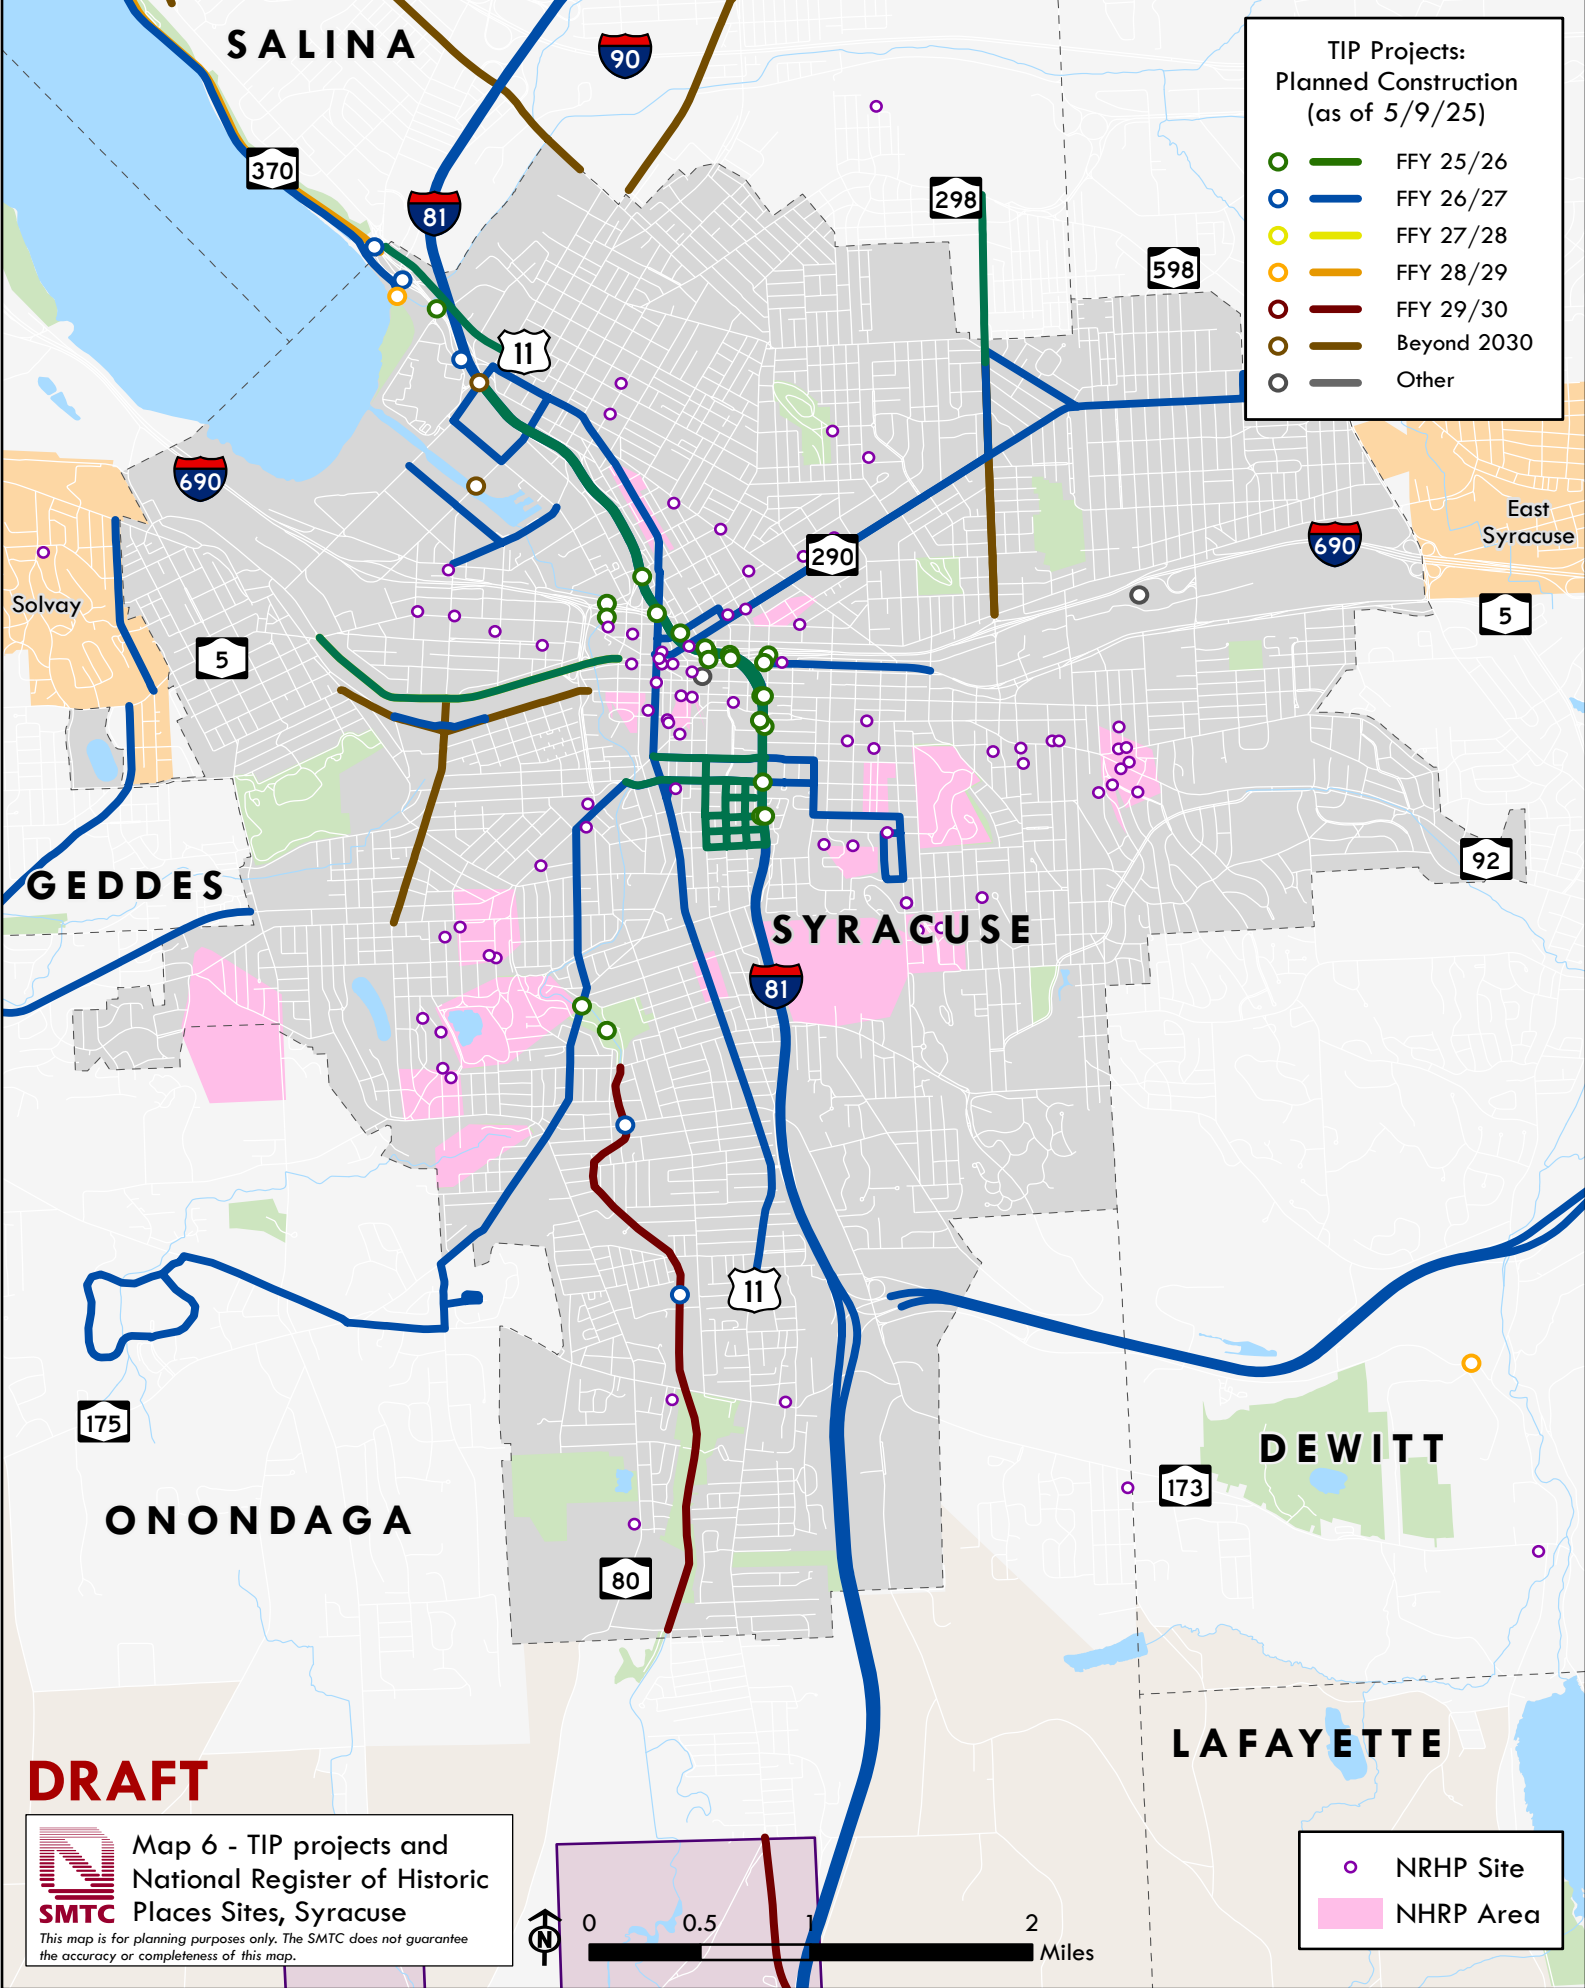 SALINA
90
TIP Projects:
Planned Construction
(as of 5/9/25)
FFY 25/26
FFY 26/27
FFY 27/28
FFY 28/29
FFY 29/30
Beyond 2030
Other
370
81
298
598
11
690
290
690
East
Syracuse
Solvay
5
5
92
GEDDES
SYRACUSE
81
11
175
DEWITT
173
ONONDAGA
80
LAFAYETTE
DRAFT
SMTC
Map 6 - TIP projects and
National Register of Historic
Places Sites, Syracuse
This map is for planning purposes only. The SMTC does not guarantee
the accuracy or completeness of this map.
N
0 0.5 1 2
Miles
NRHP Site
NHRP Area